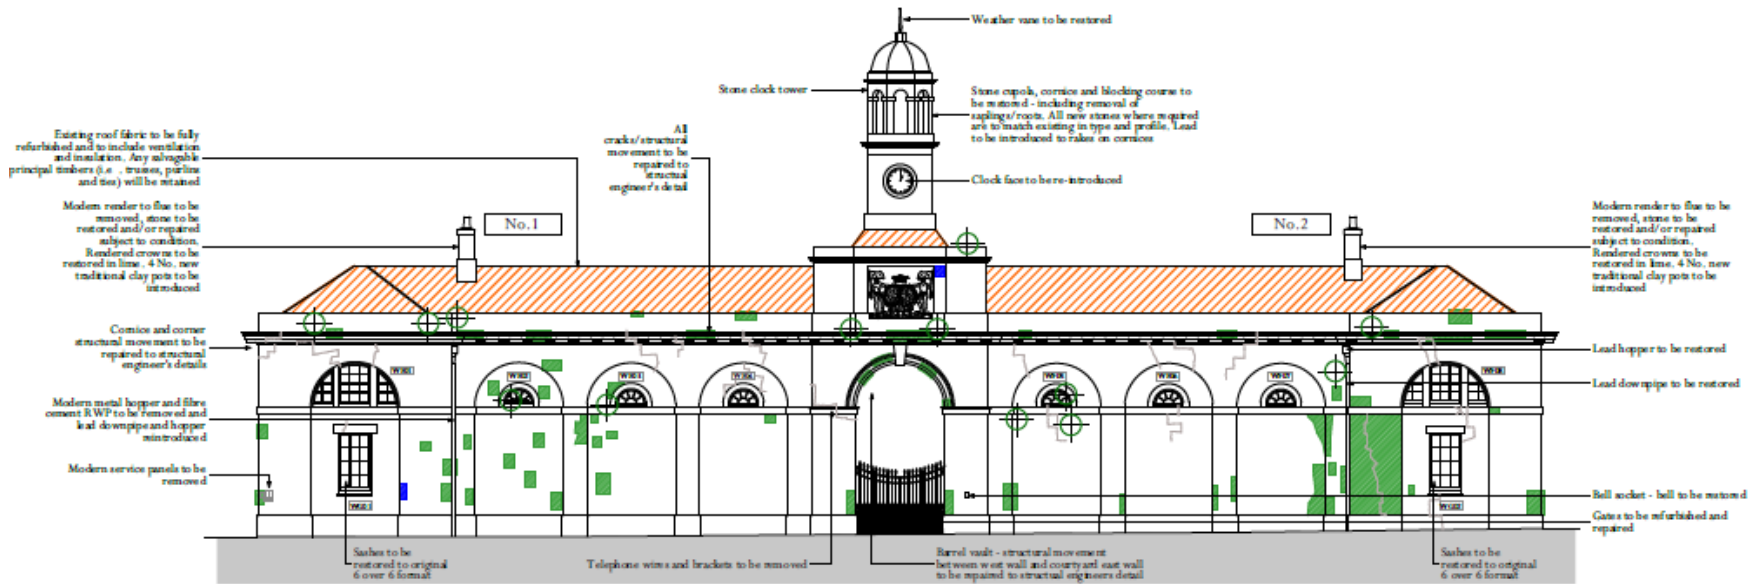 Weather vane to be restored
Stone clock tower
Stone cupola, cornice and blocking course to
be restored - including removal of
saplings/roots. All new stones where required
are to match existing in type and profile. Lead
to be introduced to rakes on cornices
All
cracks/structural
movement to be
repaired to
structual
engineer's detail
Existing roof fabric to be fully
refurbished and to include ventilation
and insulation. Any salvagable
principal timbers (i.e . trusses, purlins
and ties) will be retained
Clock face to be re-introduced
Modern render to flue to be
removed, stone to be
restored and/or repaired
subject to condition.
Rendered crowns to be
restored in lime. 4 No. new
traditional clay pots to be
introduced
No.1
No.2
Modern render to flue to be
removed, stone to be
restored and/or repaired
subject to condition.
Rendered crowns to be
restored in lime. 4 No. new
traditional clay pots to be
introduced
Cornice and corner
structural movement to be
repaired to structural
engineer's details
Lead hopper to be restored
Lead downpipe to be restored
Modern metal hopper and fibre
cement RWP to be removed and
lead downpipe and hopper
reintroduced
Modern service panels to be
removed
Bell socket - bell to be restored
Gates to be refurbished and
repaired
Sashes to be
restored to original
6 over 6 format
Telephone wires and brackets to be removed
Barrel vault - structural movement
between west wall and courtyard east wall
to be repaired to structual engineers detail
Sashes to be
restored to original
6 over 6 format